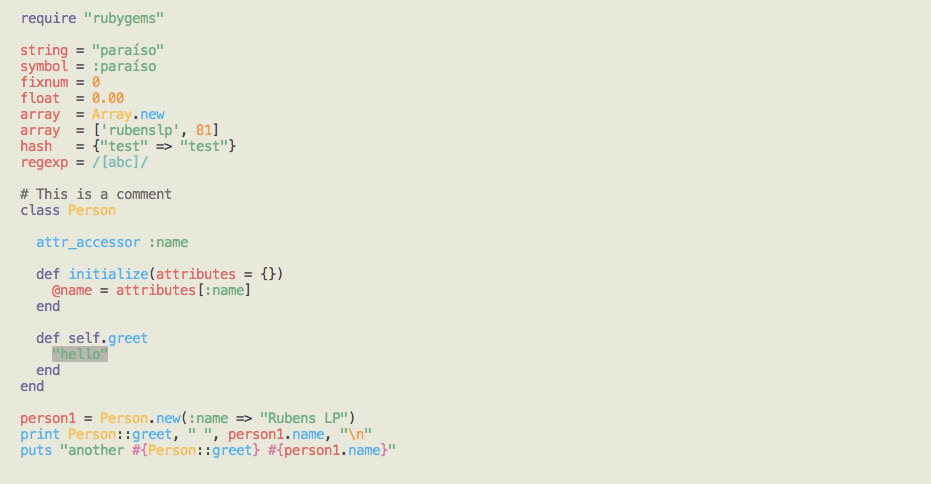 require "rubygems"

string = "paraíso"
symbol = :paraíso
fixnum = 0
float  = 0.00
array  = Array.new
array  = ['rubenslp', 81]
hash   = {"test" => "test"}
regexp = /[abc]/

# This is a comment
class Person

  attr_accessor :name

  def initialize(attributes = {})
    @name = attributes[:name]
  end

  def self.greet
    "hello"
  end
end

person1 = Person.new(:name => "Rubens LP")
print Person::greet, " ", person1.name, "\n"
puts "another #{Person::greet} #{person1.name}"